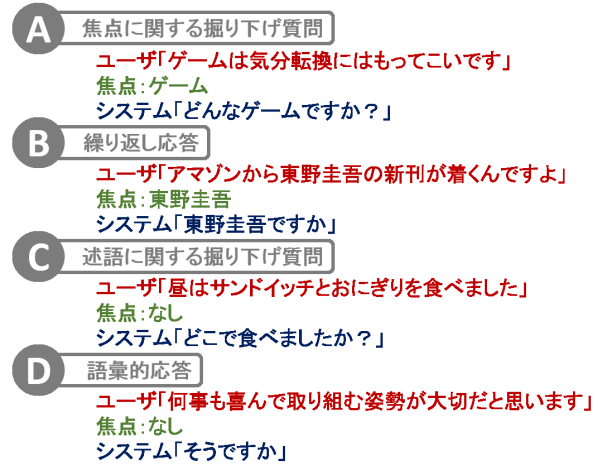 A 焦点に関する掘り下げ質問
ユーザ「ゲームは気分転換にはもってこいです」
焦点：ゲーム
システム「どんなゲームですか？」
B 繰り返し応答
ユーザ「アマゾンから東野圭吾の新刊が着くんですよ」
焦点：東野圭吾
システム「東野圭吾ですか」
C 述語に関する掘り下げ質問
ユーザ「昼はサンドイッチとおにぎりを食べました」
焦点：なし
システム「どこで食べましたか？」
D 語彙的応答
ユーザ「何事も喜んで取り組む姿勢が大切だと思います」
焦点：なし
システム「そうですか」